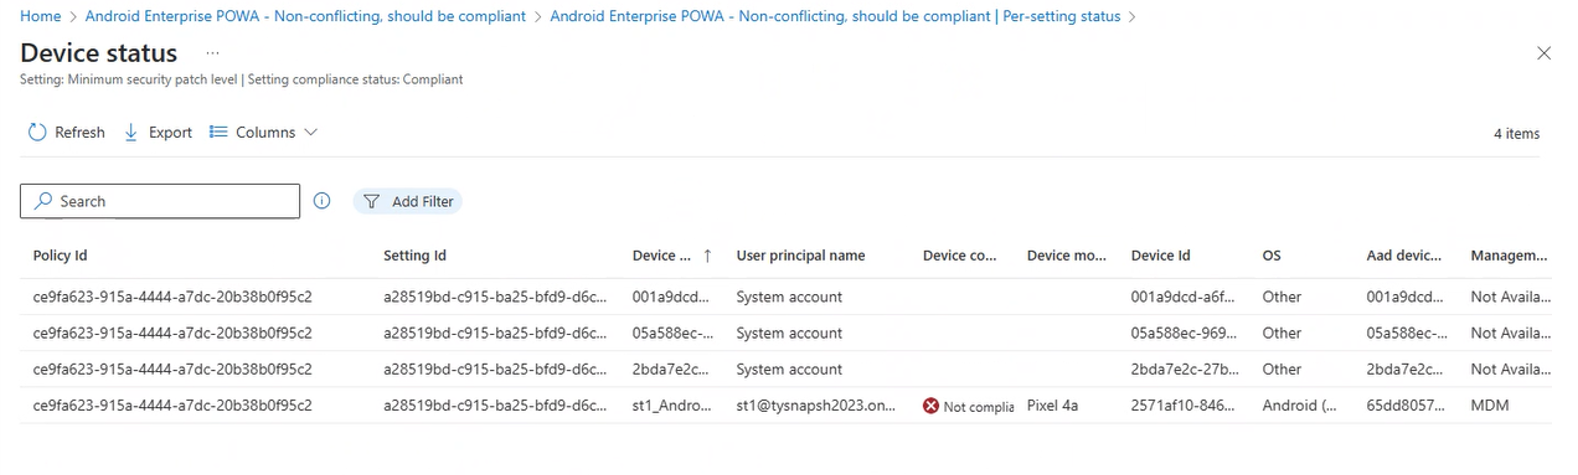 Home > Android Enterprise POWA - Non-conflicting, should be compliant > Android Enterprise POWA - Non-conflicting, should be compliant | Per-setting status >
Device status ...
Setting: Minimum security patch level | Setting compliance status: Compliant
Refresh Export Columns 4 items
Search Add Filter
Policy Id Setting Id Device ... ↑ User principal name Device co... Device mo... Device Id OS Aad devic... Managem...
ce9fa623-915a-4444-a7dc-20b38b0f95c2 a28519bd-c915-ba25-bfd9-d6c... 001a9dcd... System account 001a9dcd-a6f... Other 001a9dcd... Not Availa...
ce9fa623-915a-4444-a7dc-20b38b0f95c2 a28519bd-c915-ba25-bfd9-d6c... 05a588ec-... System account 05a588ec-969... Other 05a588ec-... Not Availa...
ce9fa623-915a-4444-a7dc-20b38b0f95c2 a28519bd-c915-ba25-bfd9-d6c... 2bda7e2c... System account 2bda7e2c-27b... Other 2bda7e2c... Not Availa...
ce9fa623-915a-4444-a7dc-20b38b0f95c2 a28519bd-c915-ba25-bfd9-d6c... st1_Andro... st1@tysnapsh2023.on... Not complia Pixel 4a 2571af10-846... Android (... 65dd8057... MDM